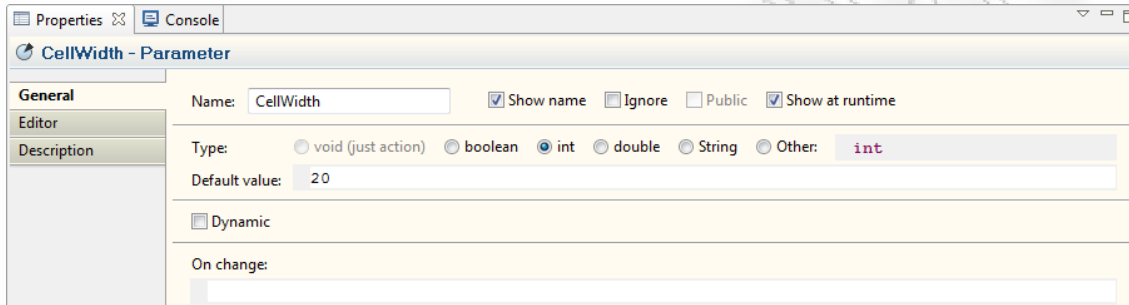 Properties Console
CellWidth - Parameter
General
Editor
Description
Name: CellWidth Show name Ignore Public Show at runtime
Type: void (just action) boolean int double String Other: int
Default value: 20
Dynamic
On change: